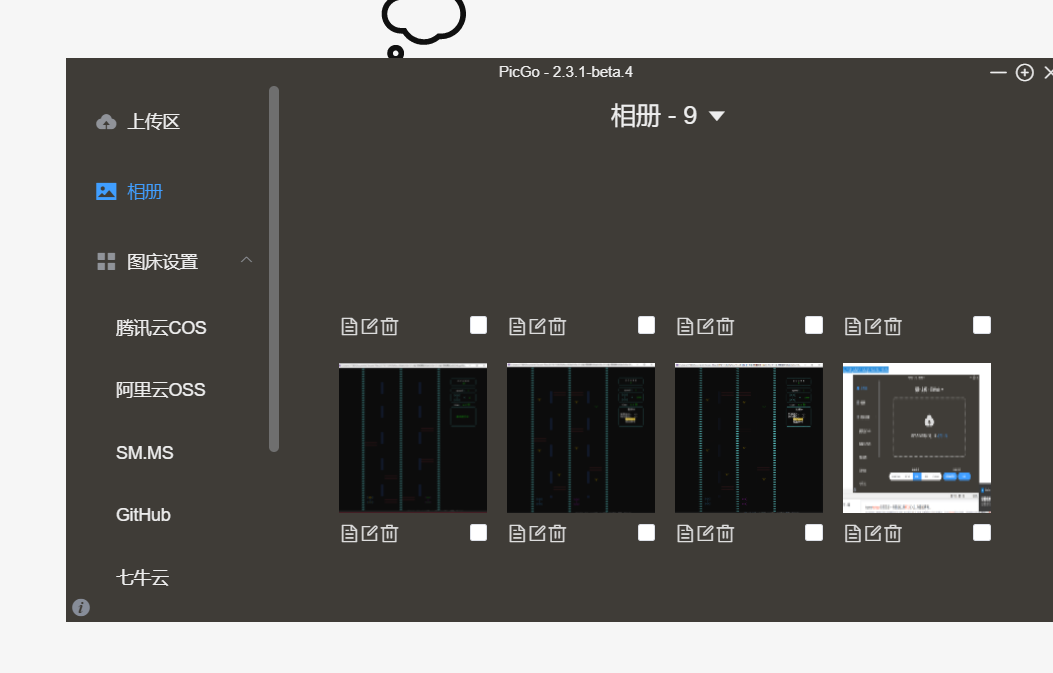 PicGo - 2.3.1-beta.4
上传区
相册 - 9
相册
图床设置
腾讯云COS
阿里云OSS
SM.MS
GitHub
七牛云